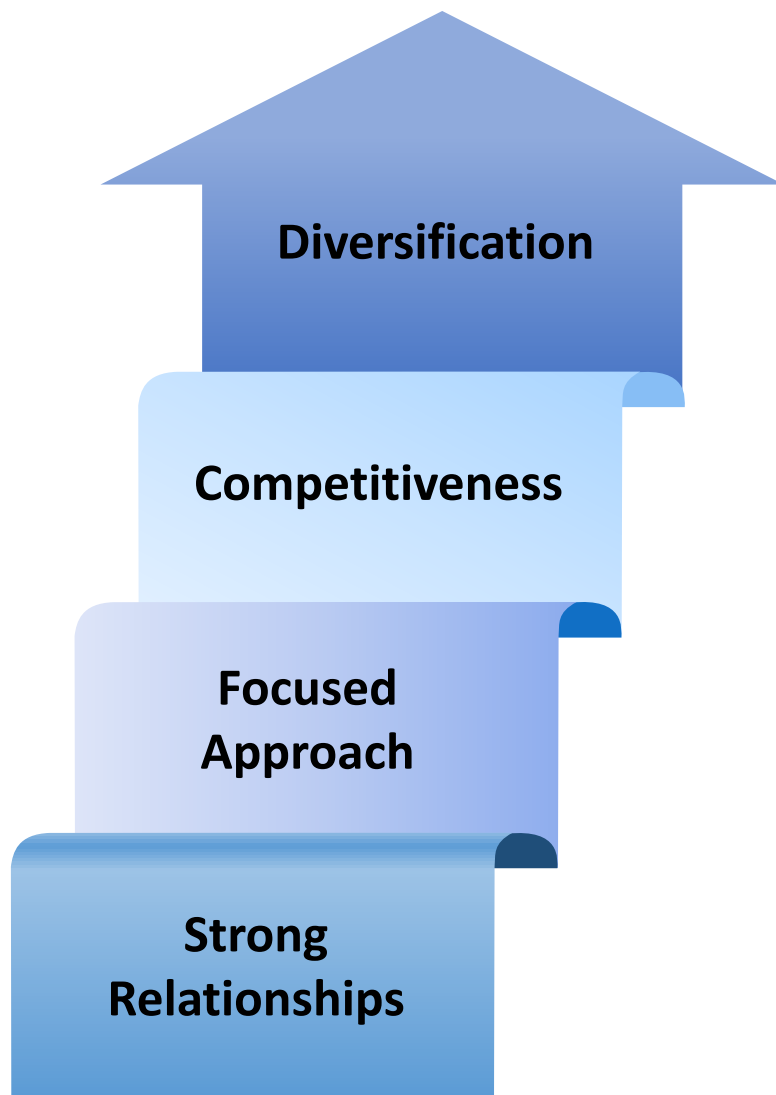 Diversification
Competitiveness
Focused
Approach
Strong
Relationships